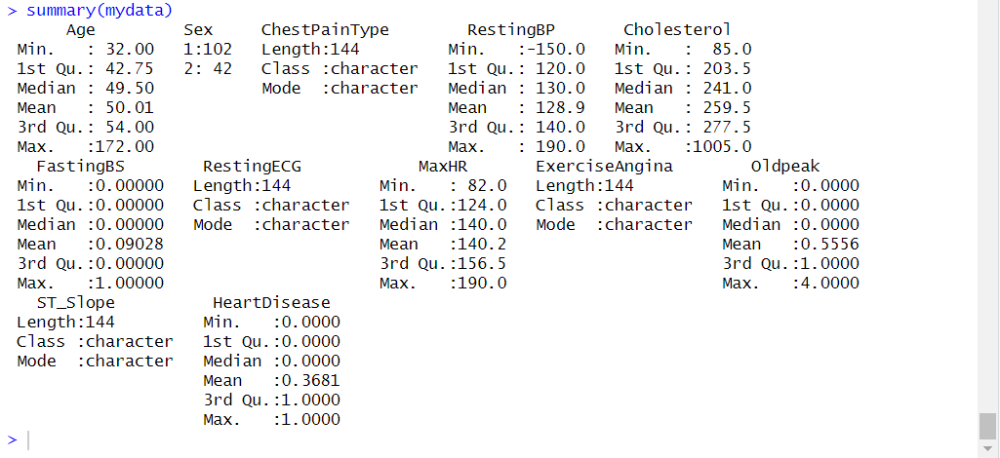 > summary(mydata)
      Age         Sex     ChestPainType        RestingBP       Cholesterol
 Min.   : 32.00   1:102   Length:144         Min.   :-150.0   Min.   :  85.0
 1st Qu.: 42.75   2: 42   Class :character   1st Qu.: 120.0   1st Qu.: 203.5
 Median : 49.50           Mode  :character   Median : 130.0   Median : 241.0
 Mean   : 50.01                              Mean   : 128.9   Mean   : 259.5
 3rd Qu.: 54.00                              3rd Qu.: 140.0   3rd Qu.: 277.5
 Max.   :172.00                              Max.   : 190.0   Max.   :1005.0
   FastingBS        RestingECG            MaxHR       ExerciseAngina        Oldpeak
 Min.   :0.00000   Length:144         Min.   : 82.0   Length:144         Min.   :0.0000
 1st Qu.:0.00000   Class :character   1st Qu.:124.0   Class :character   1st Qu.:0.0000
 Median :0.00000   Mode  :character   Median :140.0   Mode  :character   Median :0.0000
 Mean   :0.09028                      Mean   :140.2                      Mean   :0.5556
 3rd Qu.:0.00000                      3rd Qu.:156.5                      3rd Qu.:1.0000
 Max.   :1.00000                      Max.   :190.0                      Max.   :4.0000
   ST_Slope          HeartDisease
 Length:144         Min.   :0.0000
 Class :character   1st Qu.:0.0000
 Mode  :character   Median :0.0000
                    Mean   :0.3681
                    3rd Qu.:1.0000
                    Max.   :1.0000
>